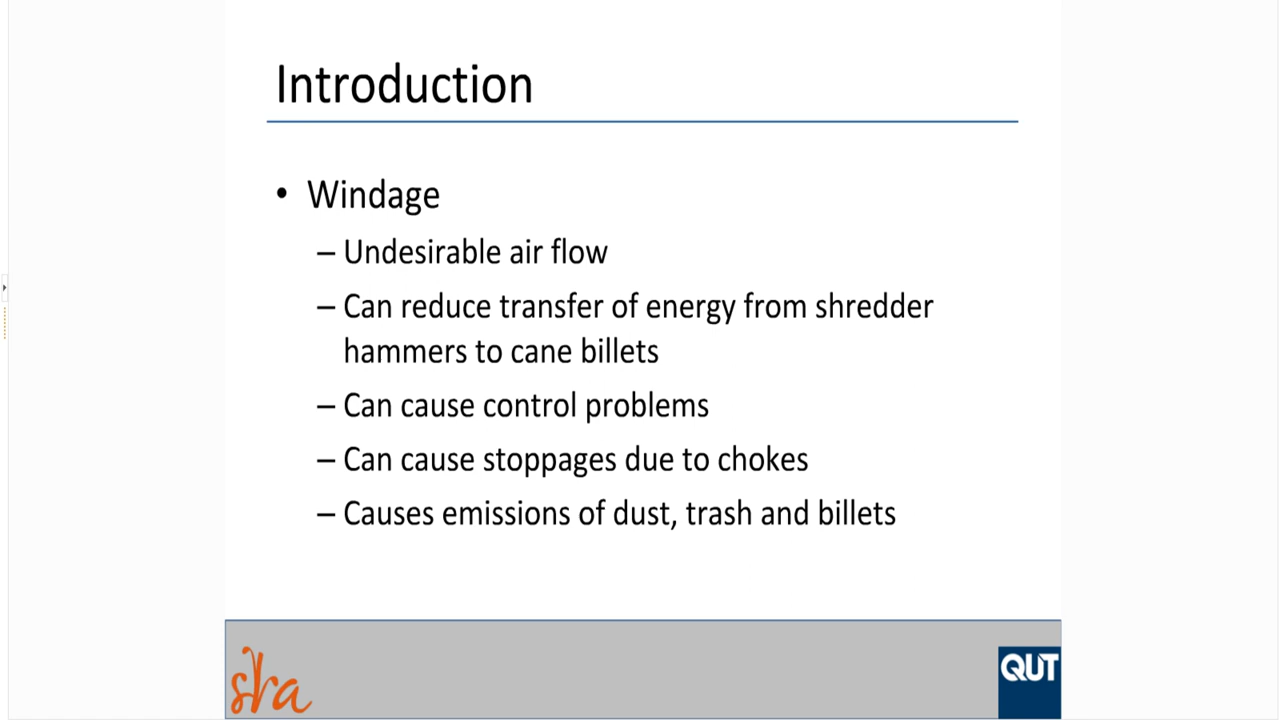 Introduction
• Windage
– Undesirable air flow
– Can reduce transfer of energy from shredder
hammers to cane billets
– Can cause control problems
– Can cause stoppages due to chokes
– Causes emissions of dust, trash and billets
sra
QUT